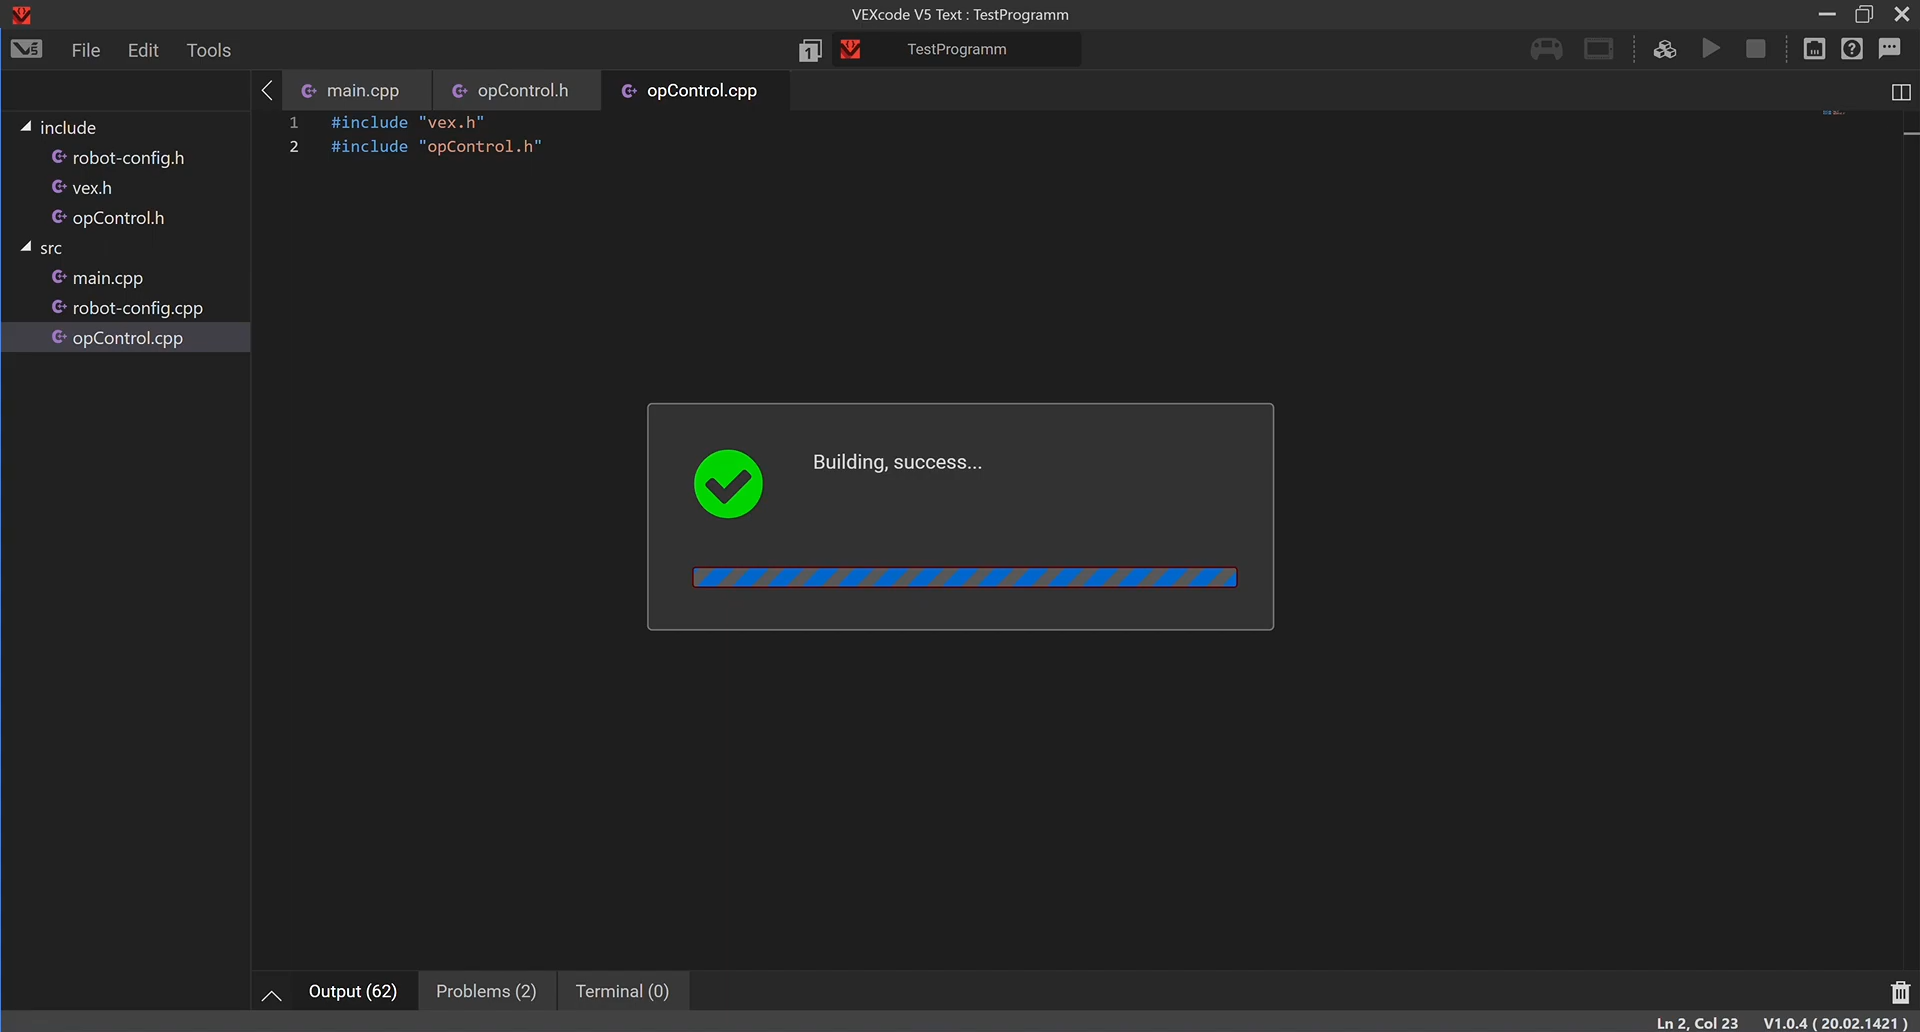 VEXcode V5 Text : TestProgramm
V5 File Edit Tools
1 TestProgramm
main.cpp opControl.h opControl.cpp
include
robot-config.h
vex.h
opControl.h
src
main.cpp
robot-config.cpp
opControl.cpp
1 #include "vex.h"
2 #include "opControl.h"
Building, success...
Output (62) Problems (2) Terminal (0)
Ln 2, Col 23 V1.0.4 ( 20.02.1421 )